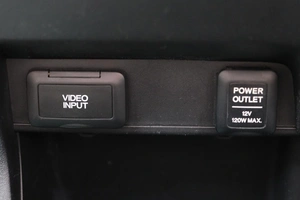 VIDEO
INPUT
POWER
OUTLET
12V
120W MAX.